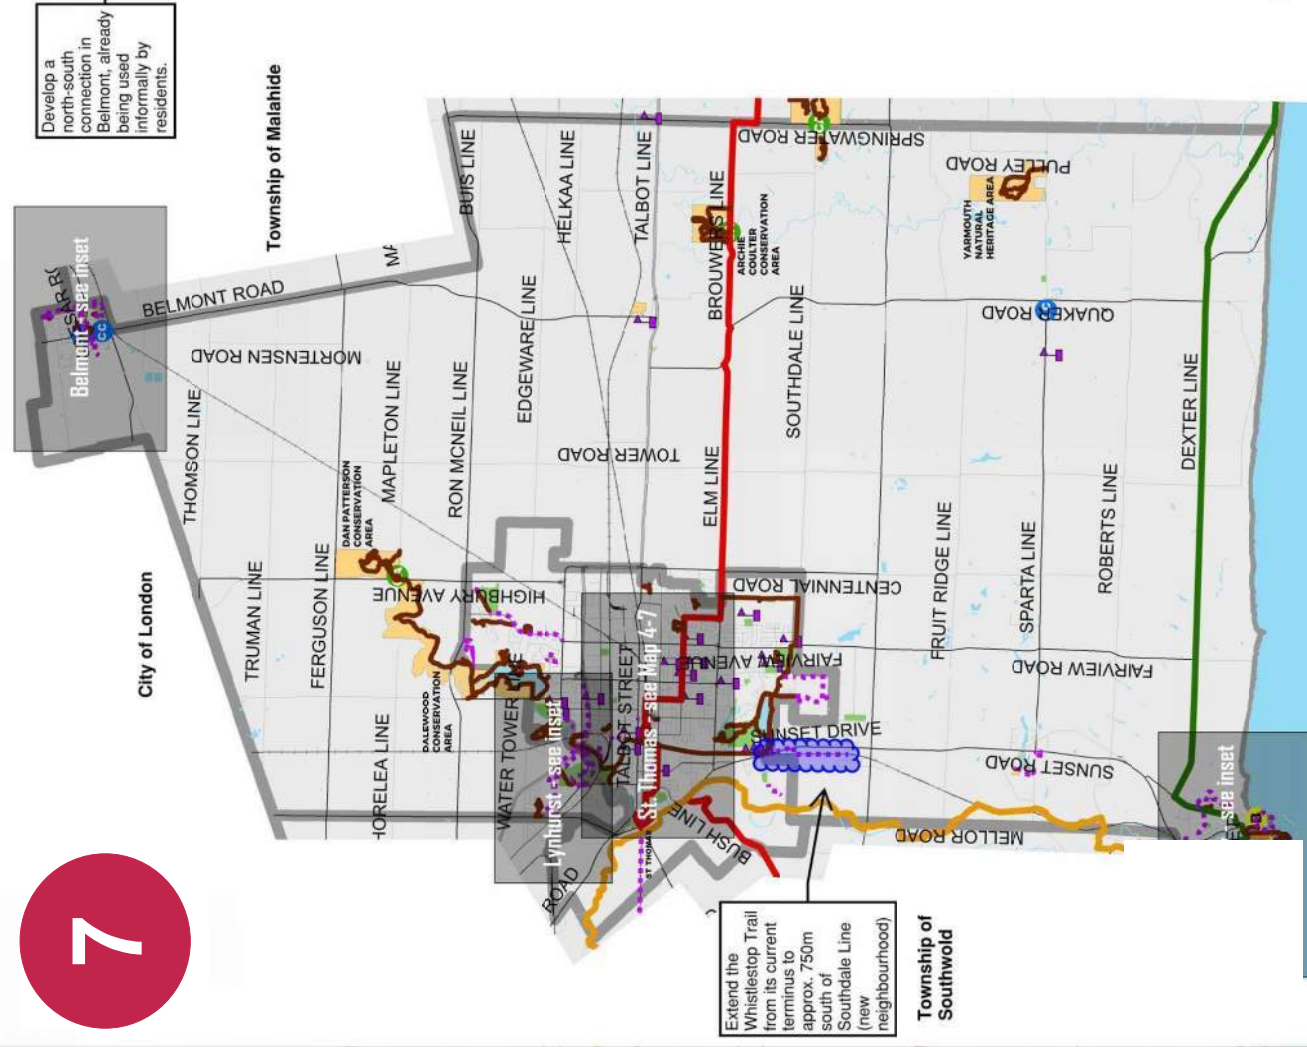 Develop a
north-south
connection in
Belmont, already
being used
informally by
residents.
Township of Malahide
City of London
Township of
Southwold
Extend the
Whistlestop Trail
from its current
terminus to
approx. 750m
south of
Southdale Line
(new
neighbourhood)
7
Belmont - see inset
Lynhurst - see inset
St. Thomas - see Map 4-7
see inset
BELMONT ROAD
MORTENSEN ROAD
THOMSON LINE
TRUMAN LINE
FERGUSON LINE
MAPLETON LINE
RON MCNEIL LINE
EDGEWARE LINE
BUIS LINE
HELKAA LINE
TALBOT LINE
BROUWERS LINE
SPRINGWATER ROAD
PULLEY ROAD
QUAKER ROAD
SOUTHDALE LINE
TOWER ROAD
ELM LINE
DEXTER LINE
ROBERTS LINE
SPARTA LINE
FRUIT RIDGE LINE
CENTENNIAL ROAD
HIGHBURY AVENUE
FAIRVIEW AVENUE
FAIRVIEW ROAD
SUNSET DRIVE
SUNSET ROAD
MELLOR ROAD
BUSH LINE
TALBOT STREET
WATER TOWER LINE
HORELEA LINE
ROAD
DAN PATTERSON
CONSERVATION
AREA
DALEWOOD
CONSERVATION
AREA
ARCHIE
COULTER
CONSERVATION
AREA
YARMOUTH
NATURAL
HERITAGE AREA
ST THOMAS
MA
CC